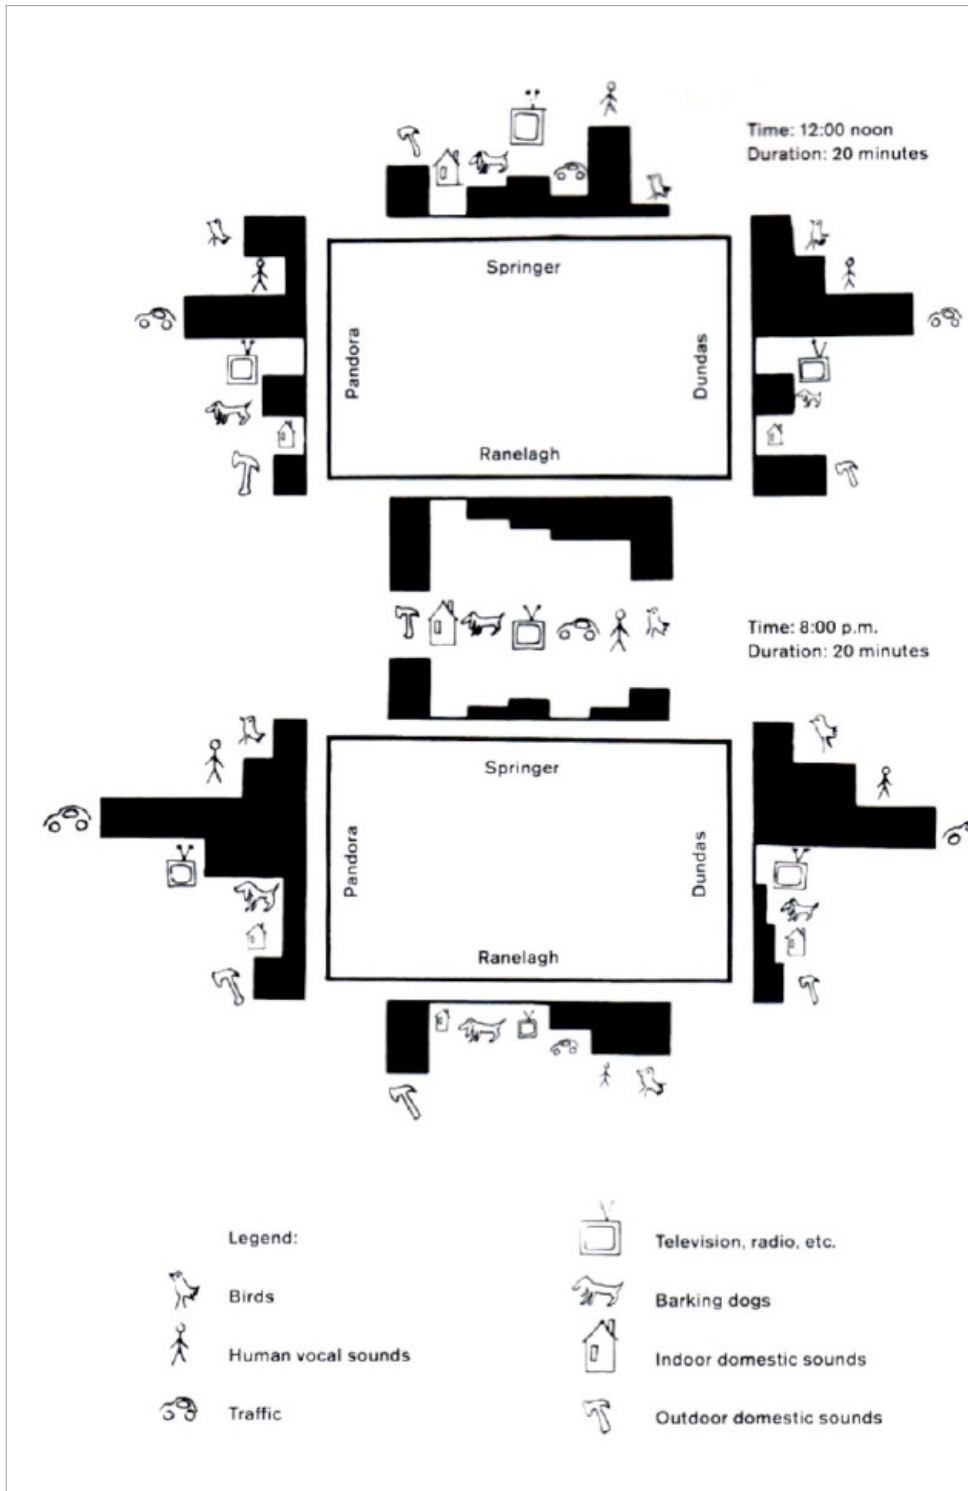 Time: 12:00 noon
Duration: 20 minutes
Springer
Pandora
Dundas
Ranelagh
Time: 8:00 p.m.
Duration: 20 minutes
Springer
Pandora
Dundas
Ranelagh
Legend:
Birds
Human vocal sounds
Traffic
Television, radio, etc.
Barking dogs
Indoor domestic sounds
Outdoor domestic sounds